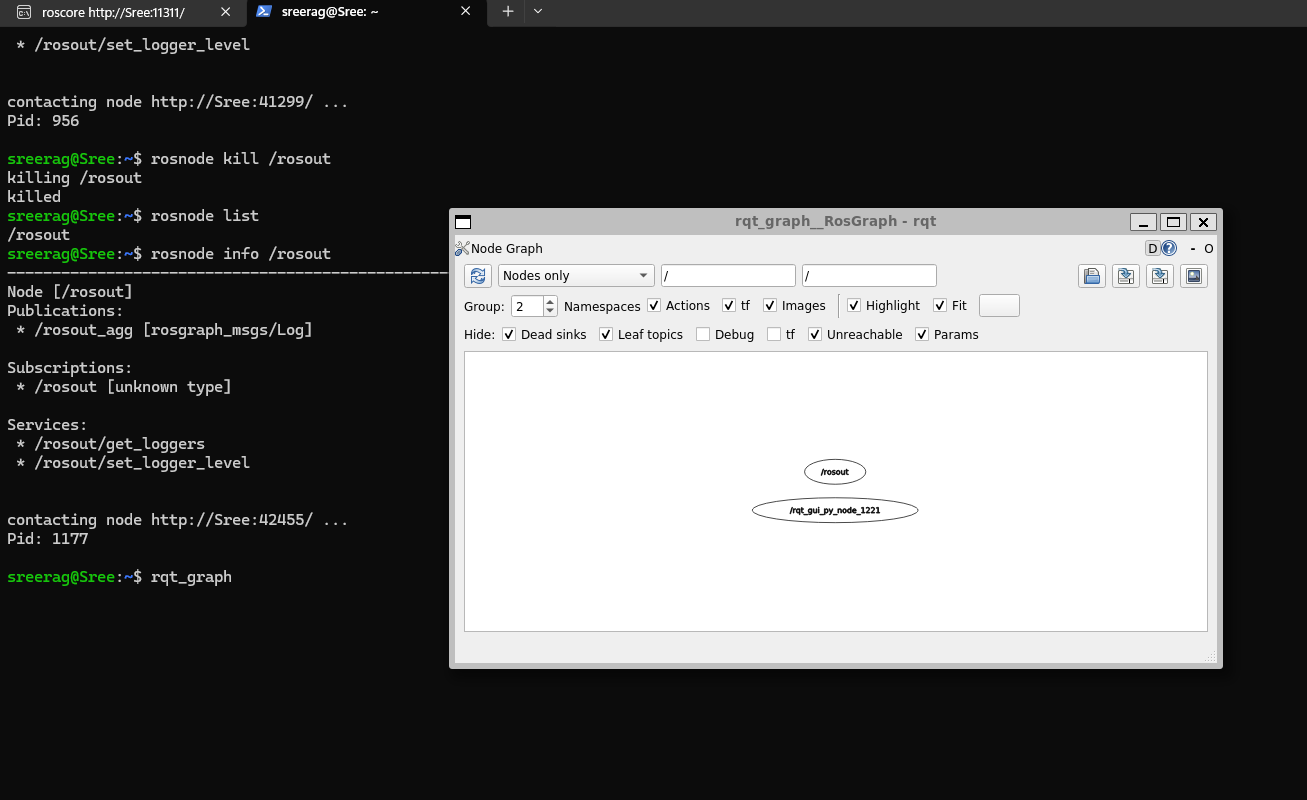 roscore http://Sree:11311/
sreerag@Sree: ~
* /rosout/set_logger_level
contacting node http://Sree:41299/ ...
Pid: 956
sreerag@Sree:~$ rosnode kill /rosout
killing /rosout
killed
sreerag@Sree:~$ rosnode list
/rosout
sreerag@Sree:~$ rosnode info /rosout
--------------------------------------------------
Node [/rosout]
Publications:
* /rosout_agg [rosgraph_msgs/Log]
Subscriptions:
* /rosout [unknown type]
Services:
* /rosout/get_loggers
* /rosout/set_logger_level
contacting node http://Sree:42455/ ...
Pid: 1177
sreerag@Sree:~$ rqt_graph
rqt_graph__RosGraph - rqt
Node Graph
D ? - O
Nodes only / /
Group: 2 Namespaces Actions tf Images Highlight Fit
Hide: Dead sinks Leaf topics Debug tf Unreachable Params
/rosout
/rqt_gui_py_node_1221